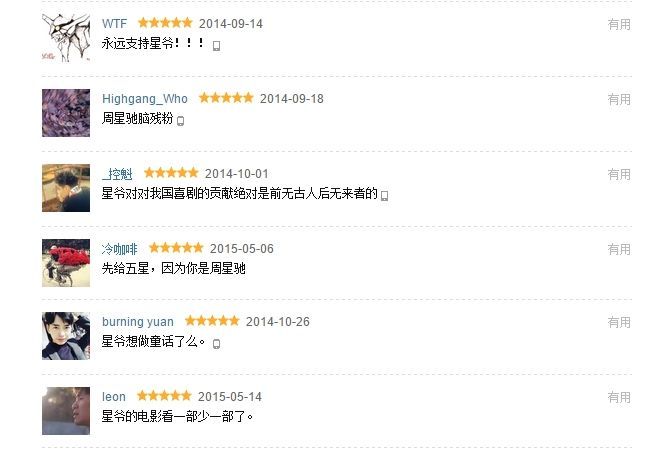 WTF ★★★★★ 2014-09-14 有用
永远支持星爷！！！
Highgang_Who ★★★★★ 2014-09-18 有用
周星驰脑残粉
_控魁 ★★★★★ 2014-10-01 有用
星爷对对我国喜剧的贡献绝对是前无古人后无来者的
冷咖啡 ★★★★★ 2015-05-06 有用
先给五星，因为你是周星驰
burning yuan ★★★★★ 2014-10-26 有用
星爷想做童话了么。
leon ★★★★★ 2015-05-14 有用
星爷的电影看一部少一部了。